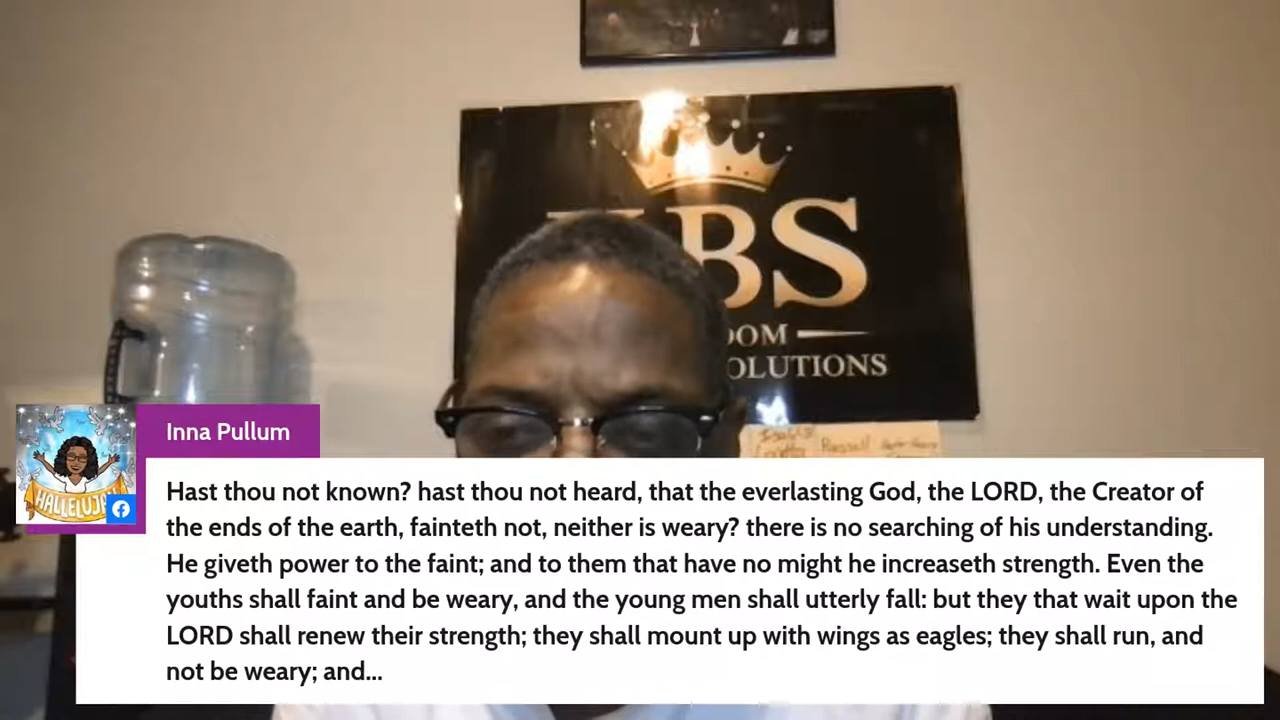 BS
OLUTIONS
Inna Pullum
HALLELUJ
Hast thou not known? hast thou not heard, that the everlasting God, the LORD, the Creator of
the ends of the earth, fainteth not, neither is weary? there is no searching of his understanding.
He giveth power to the faint; and to them that have no might he increaseth strength. Even the
youths shall faint and be weary, and the young men shall utterly fall: but they that wait upon the
LORD shall renew their strength; they shall mount up with wings as eagles; they shall run, and
not be weary; and...